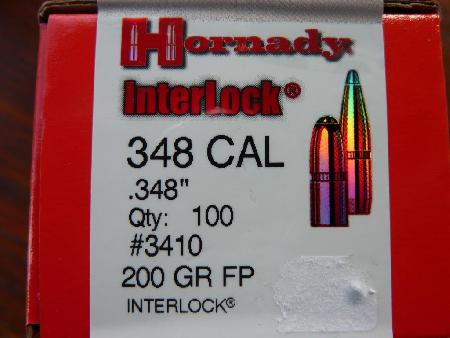 Hornady
InterLock®
348 CAL
.348"
Qty: 100
#3410
200 GR FP
INTERLOCK®